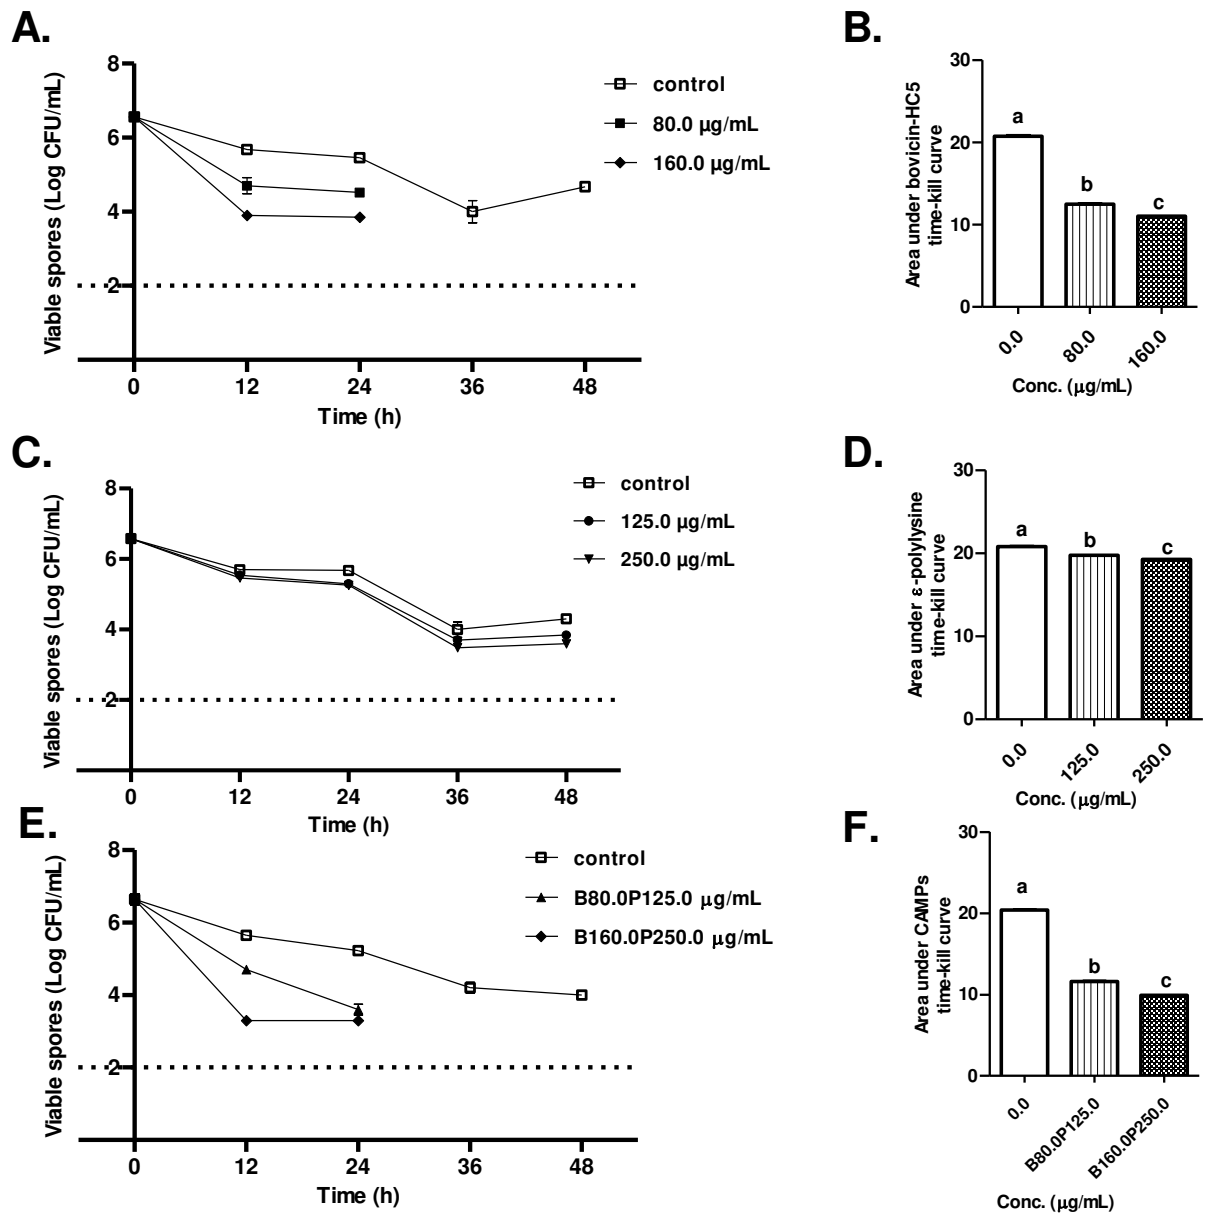 A.
Viable spores (Log CFU/mL)
8
6
4
2
0
12
24
36
48
Time (h)
control
80.0 µg/mL
160.0 µg/mL
B.
Area under bovicin-HC5
time-kill curve
30
20
10
0
a
b
c
0.0
80.0
160.0
Conc. (µg/mL)
C.
Viable spores (Log CFU/mL)
8
6
4
2
0
12
24
36
48
Time (h)
control
125.0 µg/mL
250.0 µg/mL
D.
Area under ε-polylysine
time-kill curve
30
20
10
0
a
b
c
0.0
125.0
250.0
Conc. (µg/mL)
E.
Viable spores (Log CFU/mL)
8
6
4
2
0
12
24
36
48
Time (h)
control
B80.0P125.0 µg/mL
B160.0P250.0 µg/mL
F.
Area under CAMPs
time-kill curve
30
20
10
0
a
b
c
0.0
B80.0P125.0
B160.0P250.0
Conc. (µg/mL)